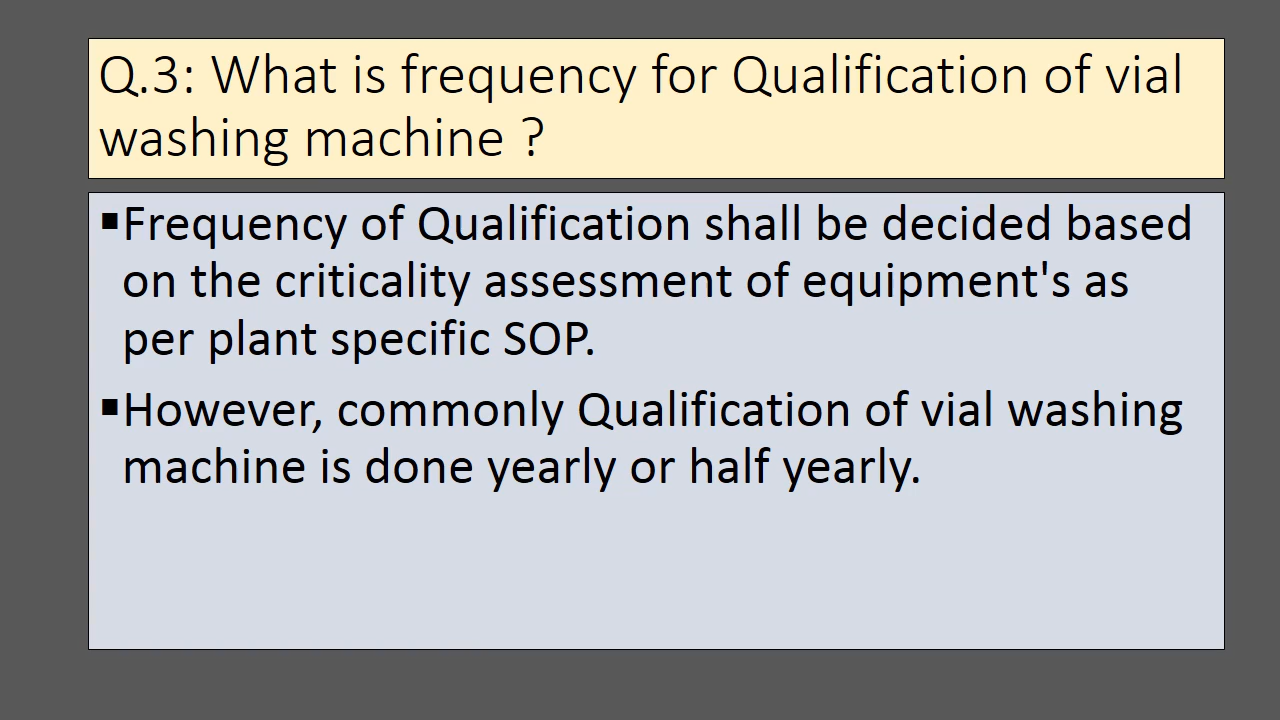 Q.3: What is frequency for Qualification of vial
washing machine ?
▪Frequency of Qualification shall be decided based
on the criticality assessment of equipment's as
per plant specific SOP.
▪However, commonly Qualification of vial washing
machine is done yearly or half yearly.